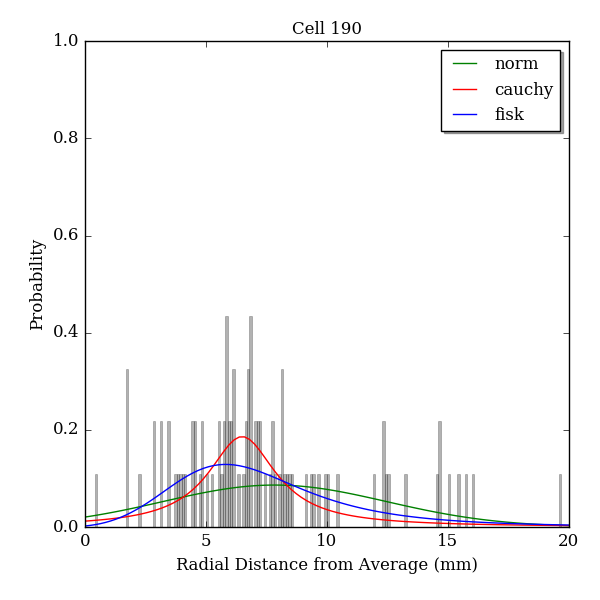 Cell 190
1.0
0.8
0.6
0.4
0.2
0.0
Probability
norm
cauchy
fisk
0 5 10 15 20
Radial Distance from Average (mm)